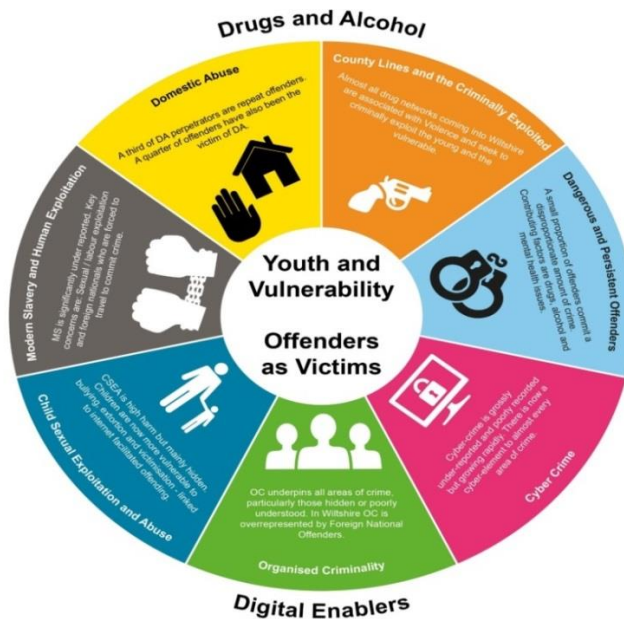 Drugs and Alcohol
Domestic Abuse
A third of DA perpetrators are repeat offenders.
A quarter of offenders have also been the
victim of DA.
County Lines and the Criminally Exploited
Almost all drug networks coming into Wiltshire
are associated with Violence and seek to
criminally exploit the young and the
vulnerable.
Dangerous and Persistent Offenders
A small proportion of offenders commit a
disproportionate amount of crime.
Contributing factors are drugs, alcohol and
mental health issues.
Cyber-crime is grossly
under-reported and poorly recorded
but growing rapidly. There is now a
cyber-element to almost every
area of crime.
Cyber Crime
OC underpins all areas of crime,
particularly those hidden or poorly
understood. In Wiltshire OC is
overrepresented by Foreign National
Offenders.
Organised Criminality
CSEA is high harm but mainly hidden.
Children are now more vulnerable to
bullying, extortion and victimisation - linked
to internet facilitated offending
Child Sexual Exploitation and Abuse
Modern Slavery and Human Exploitation
MS is significantly under reported. Key
concerns are: Sexual / labour exploitation
and foreign nationals who are forced to
travel to commit crime.
Youth and
Vulnerability
Offenders
as Victims
Digital Enablers